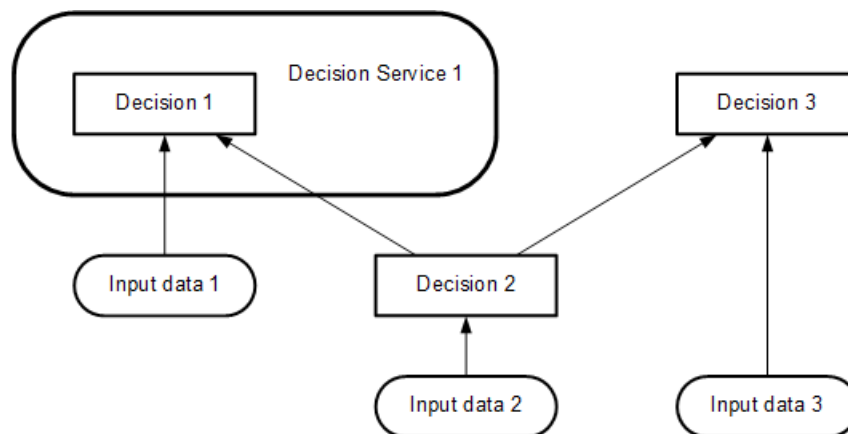 Decision Service 1
Decision 1
Decision 3
Input data 1
Decision 2
Input data 2
Input data 3